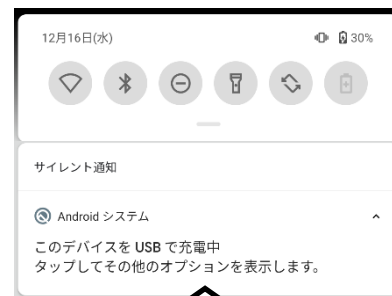 12月16日(水)
30%
サイレント通知
Android システム
このデバイスを USB で充電中
タップしてその他のオプションを表示します。